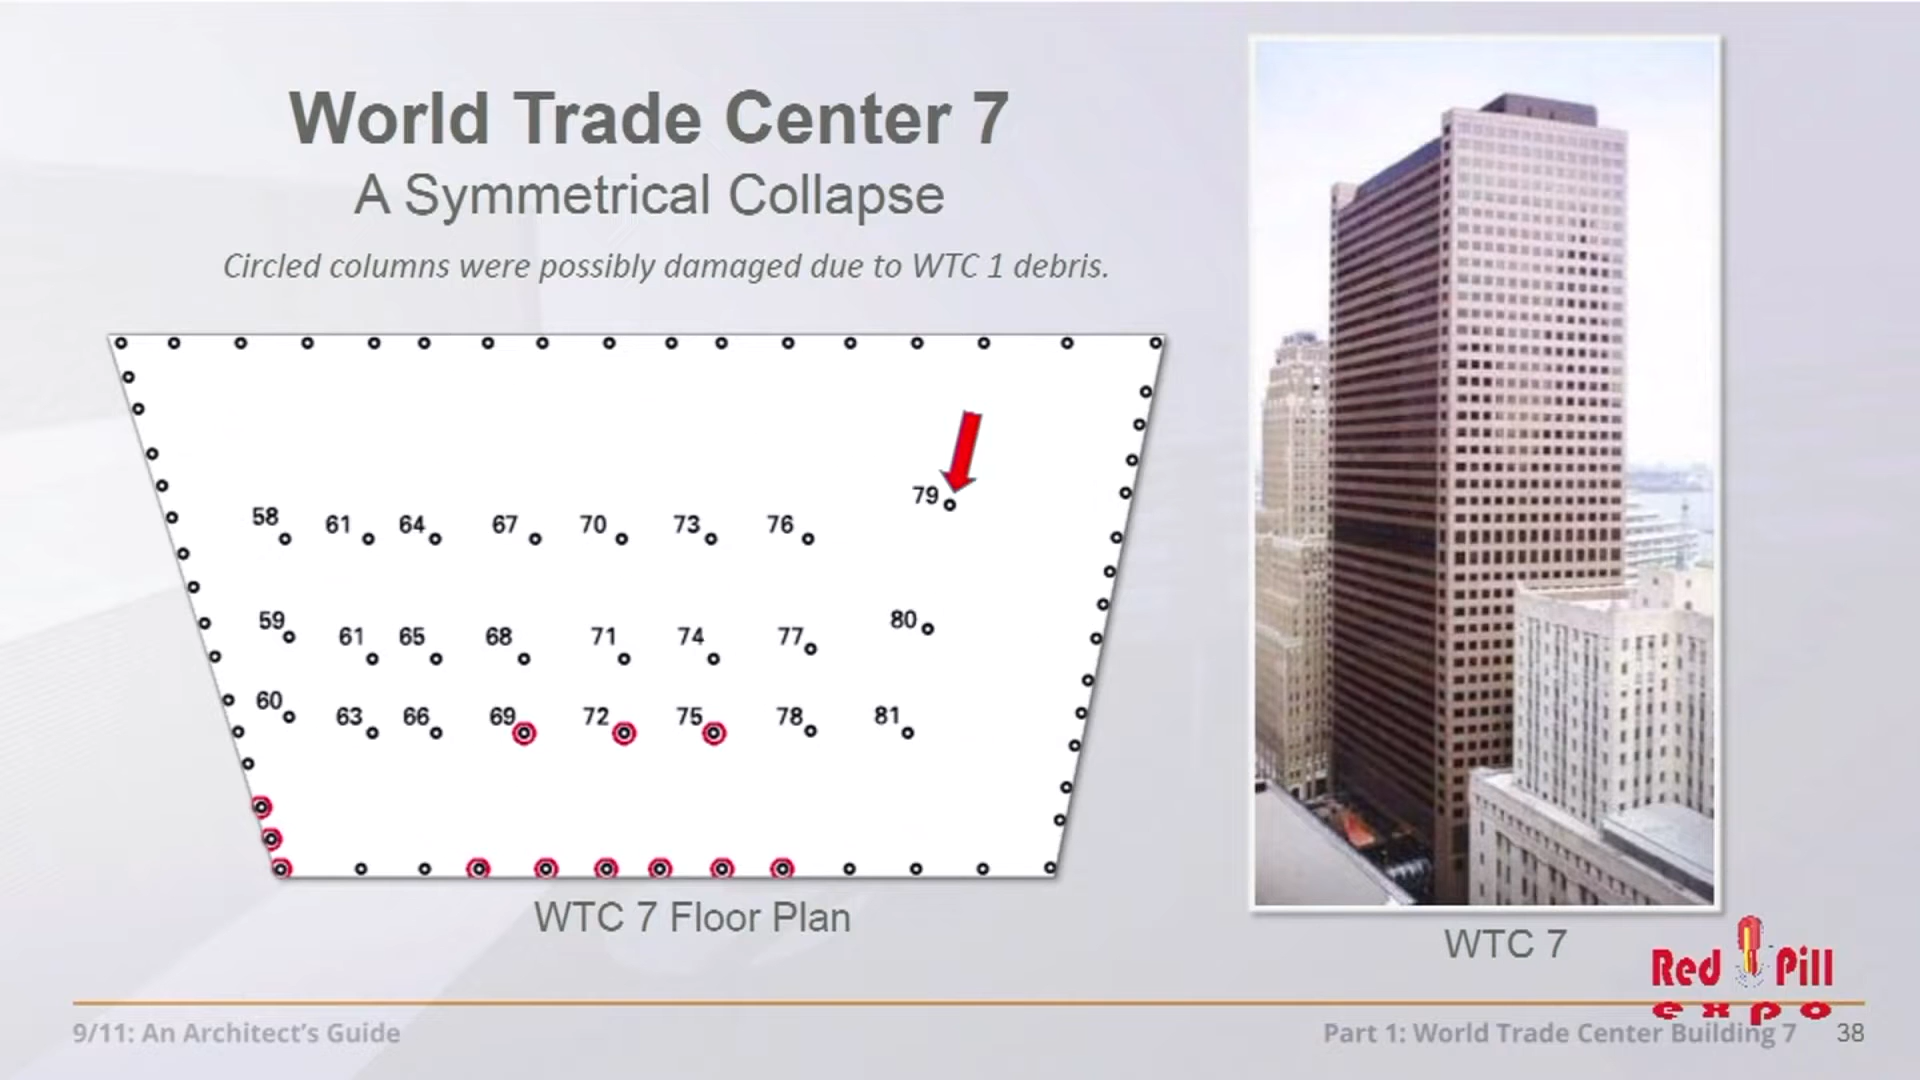 World Trade Center 7
A Symmetrical Collapse
Circled columns were possibly damaged due to WTC 1 debris.
79
58 61 64 67 70 73 76
59 61 65 68 71 74 77 80
60 63 66 69 72 75 78 81
WTC 7 Floor Plan
WTC 7
Red Pill
expo
9/11: An Architect's Guide
Part 1: World Trade Center Building 7 38